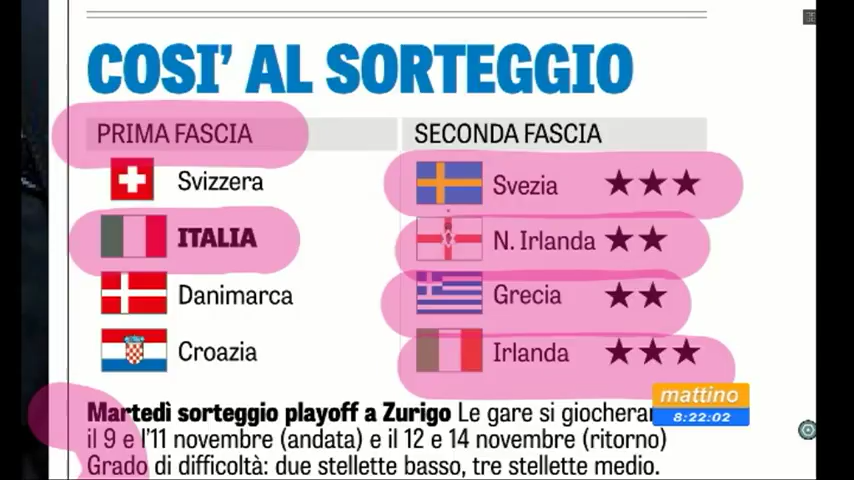 COSI' AL SORTEGGIO
PRIMA FASCIA
SECONDA FASCIA
Svizzera
Svezia ★★★
ITALIA
N. Irlanda ★★
Danimarca
Grecia ★★
Croazia
Irlanda ★★★
Martedì sorteggio playoff a Zurigo Le gare si
il 9 e l'11 novembre (andata) e il 12 e 14 novembre (ritorno)
Grado di difficoltà: due stellette basso, tre stellette medio.
mattino
8:22:02